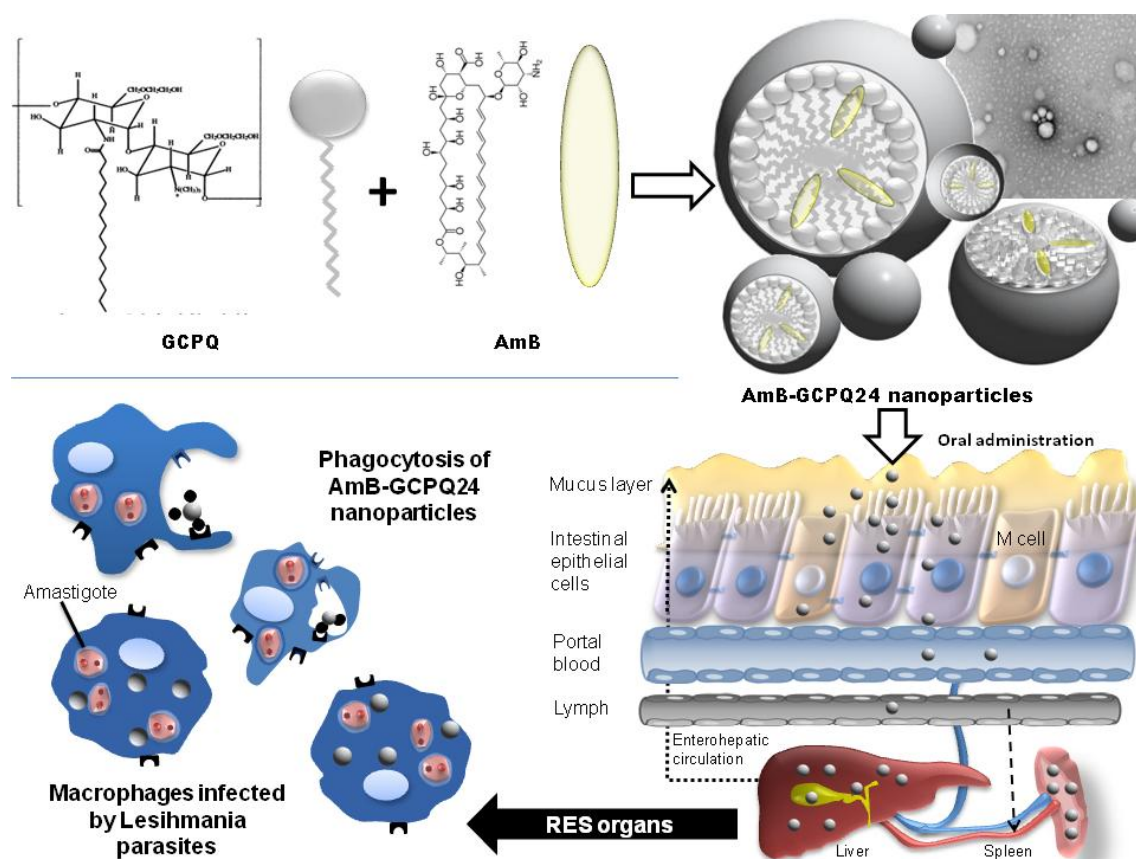 GCPQ
AmB
AmB-GCPQ24 nanoparticles
Oral administration
Phagocytosis of
AmB-GCPQ24
nanoparticles
Mucus layer
Intestinal
epithelial
cells
M cell
Amastigote
Portal
blood
Lymph
Enterohepatic
circulation
Macrophages infected
by Lesihmania
parasites
RES organs
Liver
Spleen